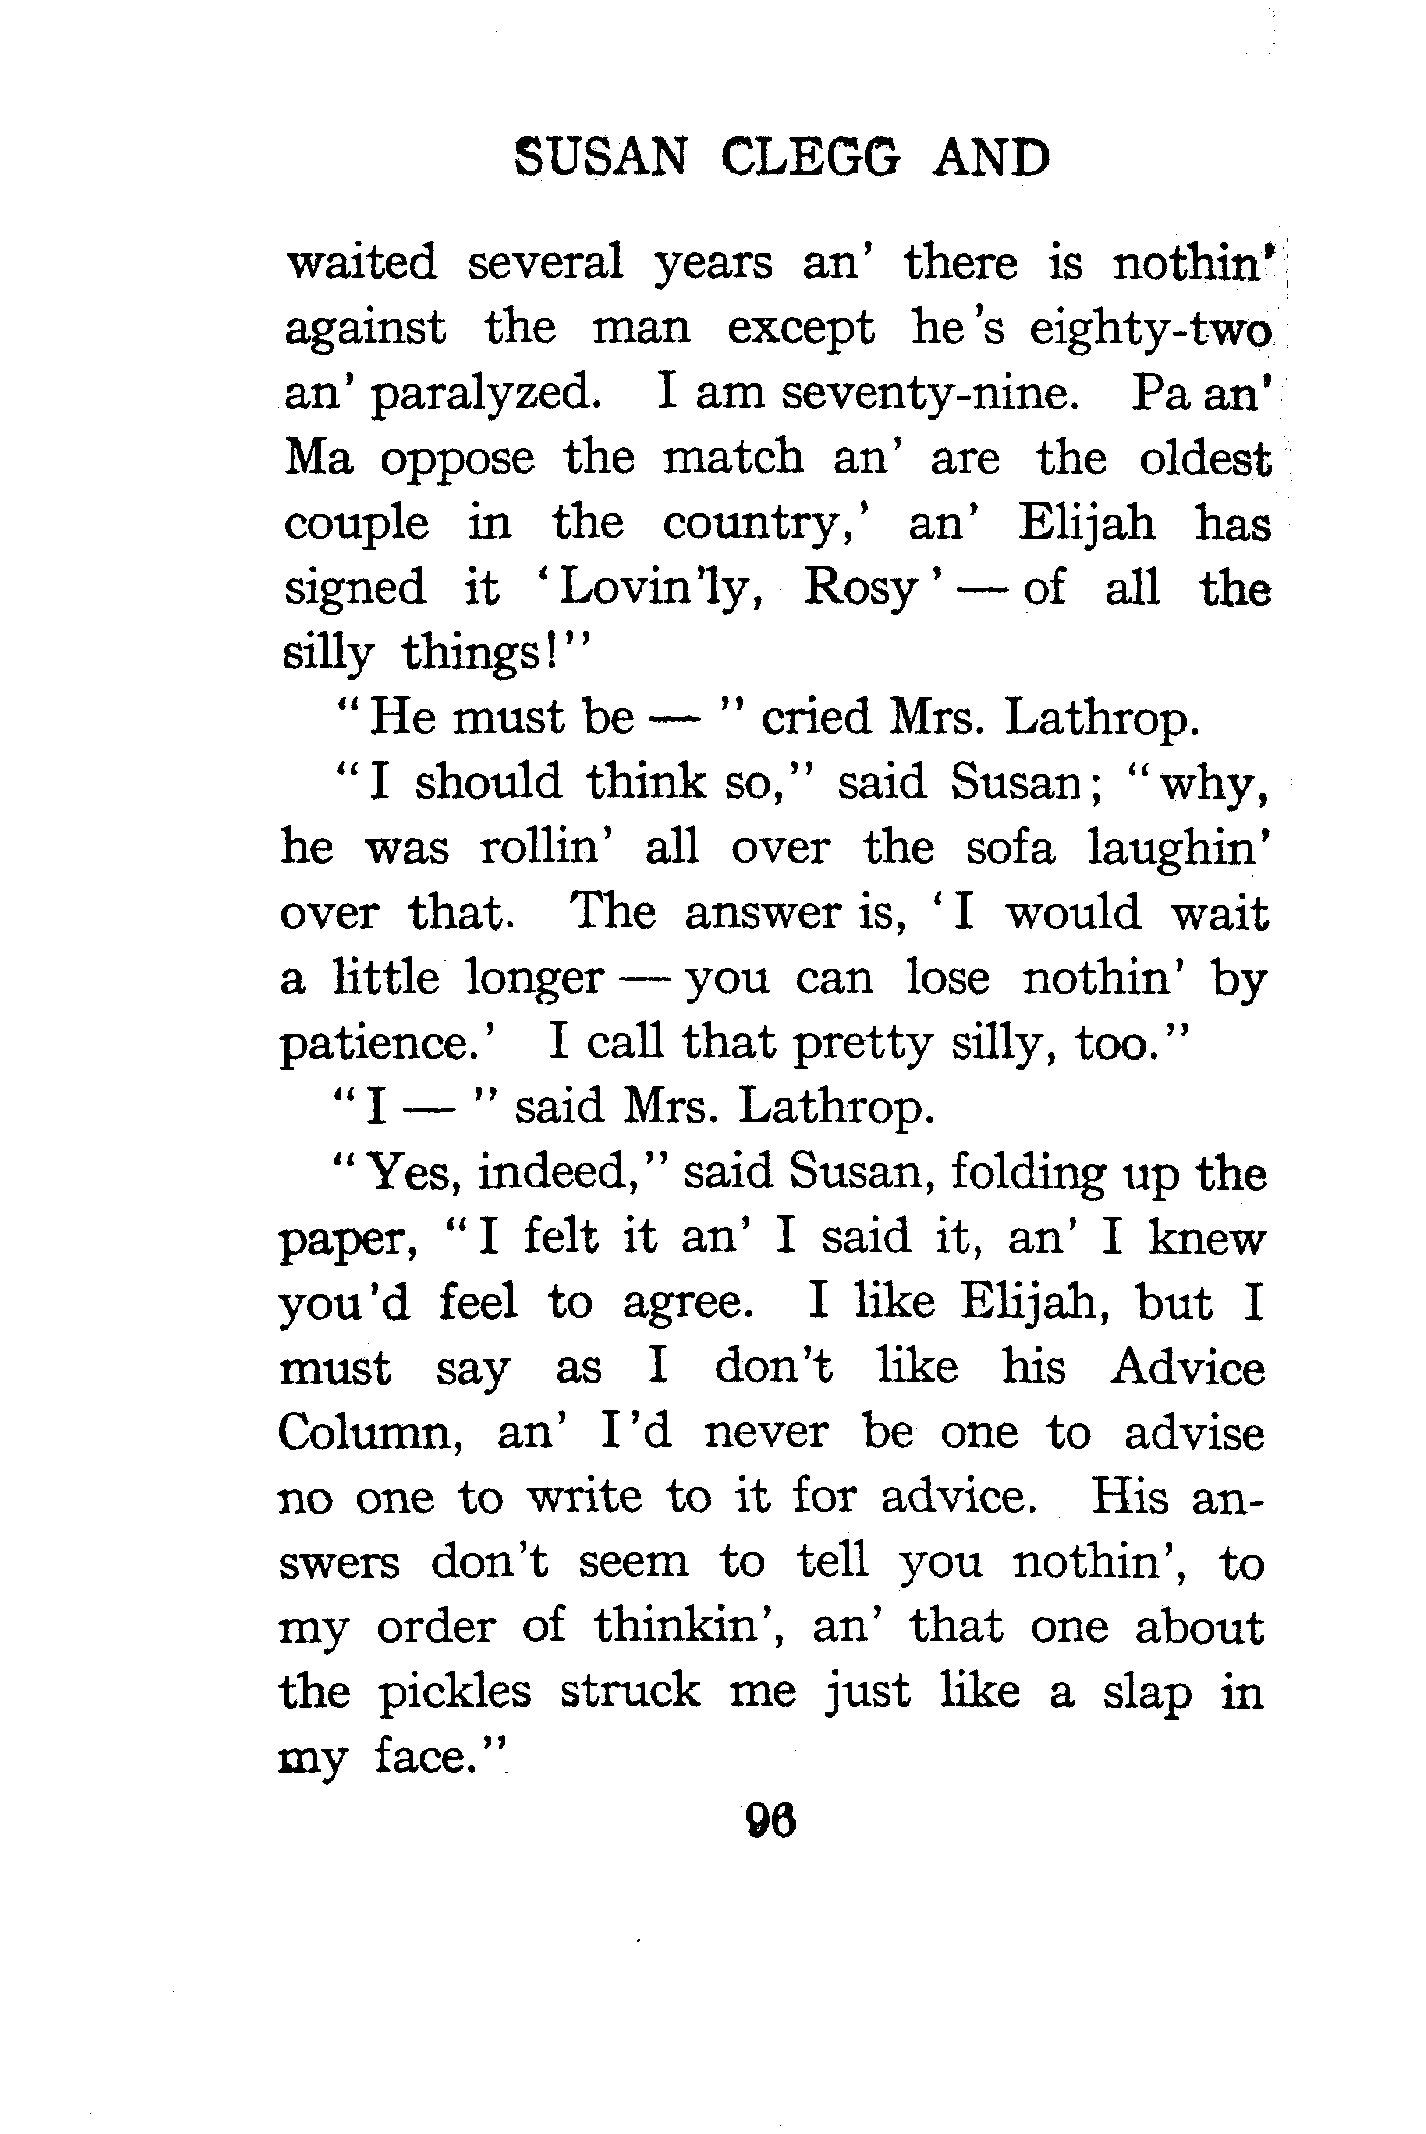 SUSAN CLEGG AND
waited several years an' there is nothin'
against the man except he's eighty-two
an' paralyzed. I am seventy-nine. Pa an'
Ma oppose the match an' are the oldest
couple in the country,' an' Elijah has
signed it 'Lovin'ly, Rosy' — of all the
silly things!"
"He must be — " cried Mrs. Lathrop.
"I should think so," said Susan; "why,
he was rollin' all over the sofa laughin'
over that. The answer is, 'I would wait
a little longer — you can lose nothin' by
patience.' I call that pretty silly, too."
"I — " said Mrs. Lathrop.
"Yes, indeed," said Susan, folding up the
paper, "I felt it an' I said it, an' I knew
you'd feel to agree. I like Elijah, but I
must say as I don't like his Advice
Column, an' I'd never be one to advise
no one to write to it for advice. His an-
swers don't seem to tell you nothin', to
my order of thinkin', an' that one about
the pickles struck me just like a slap in
my face."
96